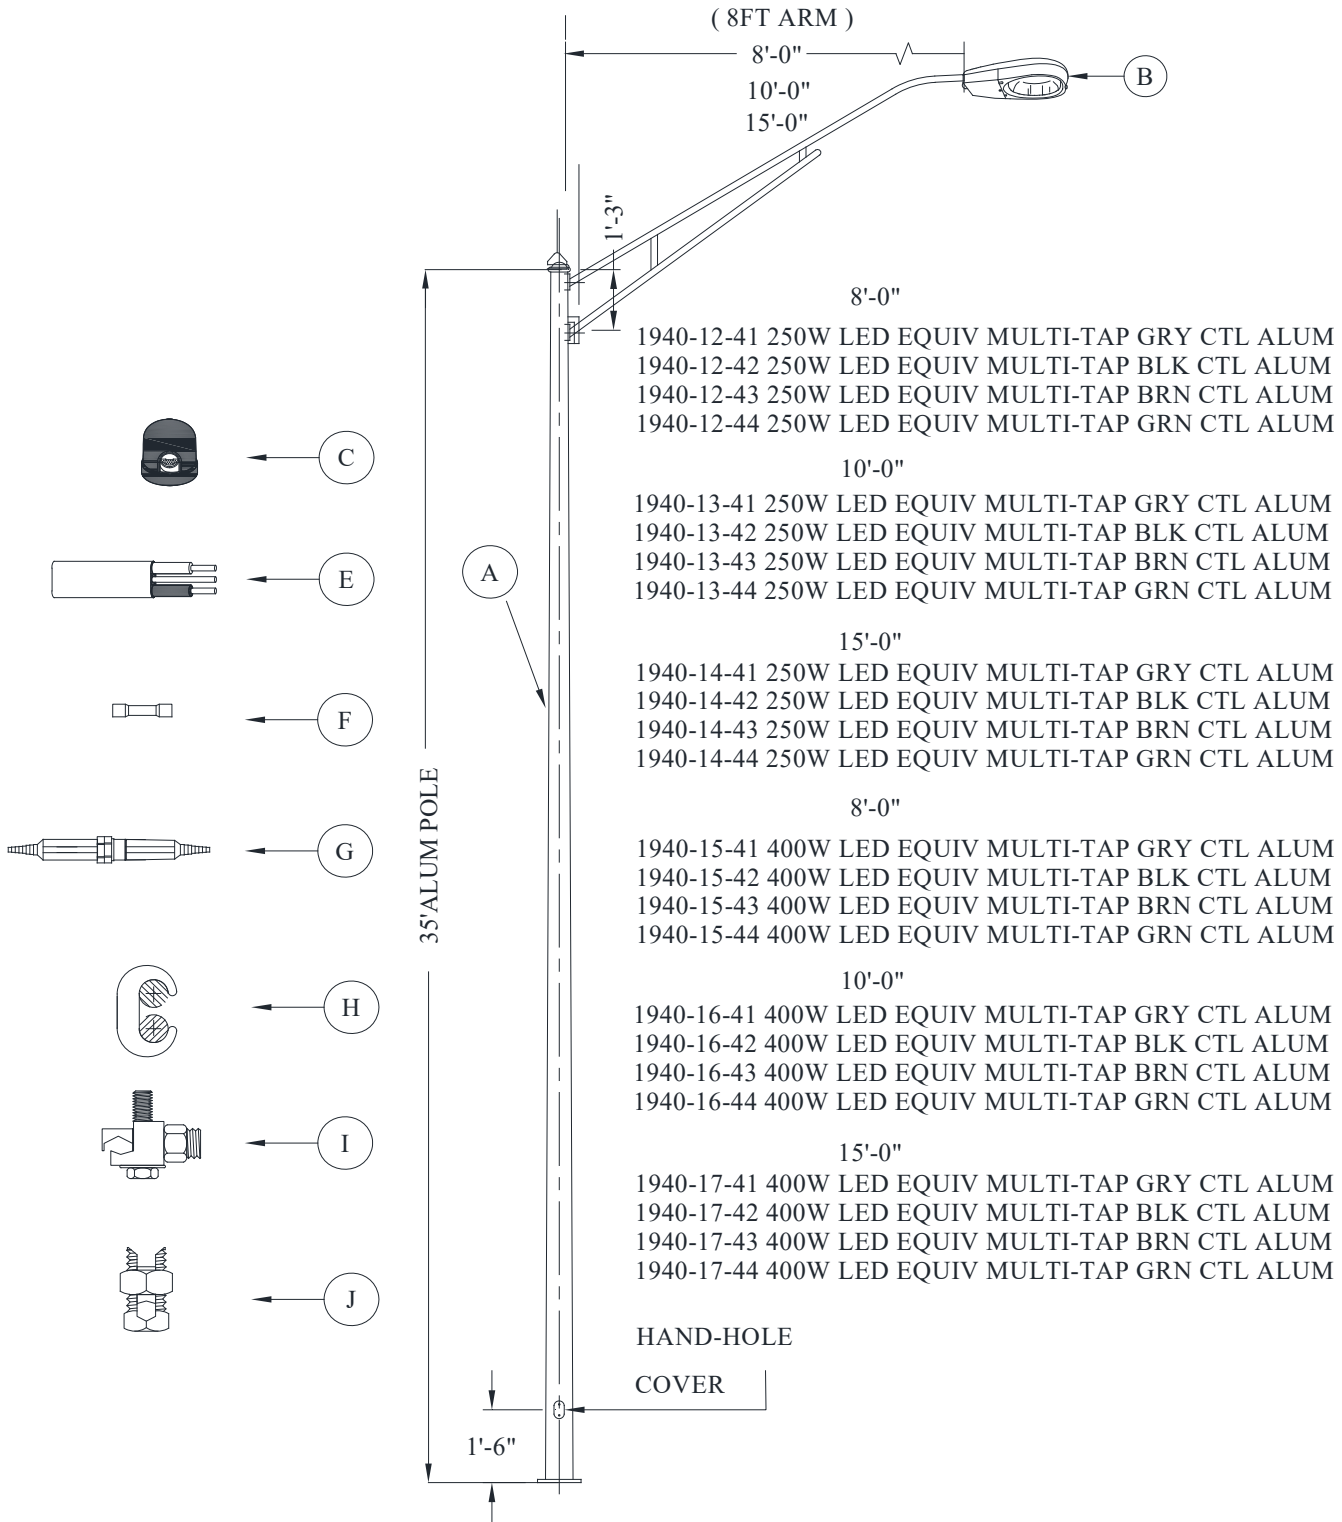 ( 8FT ARM )
8'-0"
10'-0"
15'-0"
B
1'-3"
8'-0"
1940-12-41 250W LED EQUIV MULTI-TAP GRY CTL ALUM
1940-12-42 250W LED EQUIV MULTI-TAP BLK CTL ALUM
1940-12-43 250W LED EQUIV MULTI-TAP BRN CTL ALUM
1940-12-44 250W LED EQUIV MULTI-TAP GRN CTL ALUM
C
10'-0"
1940-13-41 250W LED EQUIV MULTI-TAP GRY CTL ALUM
1940-13-42 250W LED EQUIV MULTI-TAP BLK CTL ALUM
1940-13-43 250W LED EQUIV MULTI-TAP BRN CTL ALUM
1940-13-44 250W LED EQUIV MULTI-TAP GRN CTL ALUM
E
A
15'-0"
1940-14-41 250W LED EQUIV MULTI-TAP GRY CTL ALUM
1940-14-42 250W LED EQUIV MULTI-TAP BLK CTL ALUM
1940-14-43 250W LED EQUIV MULTI-TAP BRN CTL ALUM
1940-14-44 250W LED EQUIV MULTI-TAP GRN CTL ALUM
F
35'ALUM POLE
8'-0"
1940-15-41 400W LED EQUIV MULTI-TAP GRY CTL ALUM
1940-15-42 400W LED EQUIV MULTI-TAP BLK CTL ALUM
1940-15-43 400W LED EQUIV MULTI-TAP BRN CTL ALUM
1940-15-44 400W LED EQUIV MULTI-TAP GRN CTL ALUM
G
10'-0"
1940-16-41 400W LED EQUIV MULTI-TAP GRY CTL ALUM
1940-16-42 400W LED EQUIV MULTI-TAP BLK CTL ALUM
1940-16-43 400W LED EQUIV MULTI-TAP BRN CTL ALUM
1940-16-44 400W LED EQUIV MULTI-TAP GRN CTL ALUM
H
I
15'-0"
1940-17-41 400W LED EQUIV MULTI-TAP GRY CTL ALUM
1940-17-42 400W LED EQUIV MULTI-TAP BLK CTL ALUM
1940-17-43 400W LED EQUIV MULTI-TAP BRN CTL ALUM
1940-17-44 400W LED EQUIV MULTI-TAP GRN CTL ALUM
J
HAND-HOLE
COVER
1'-6"